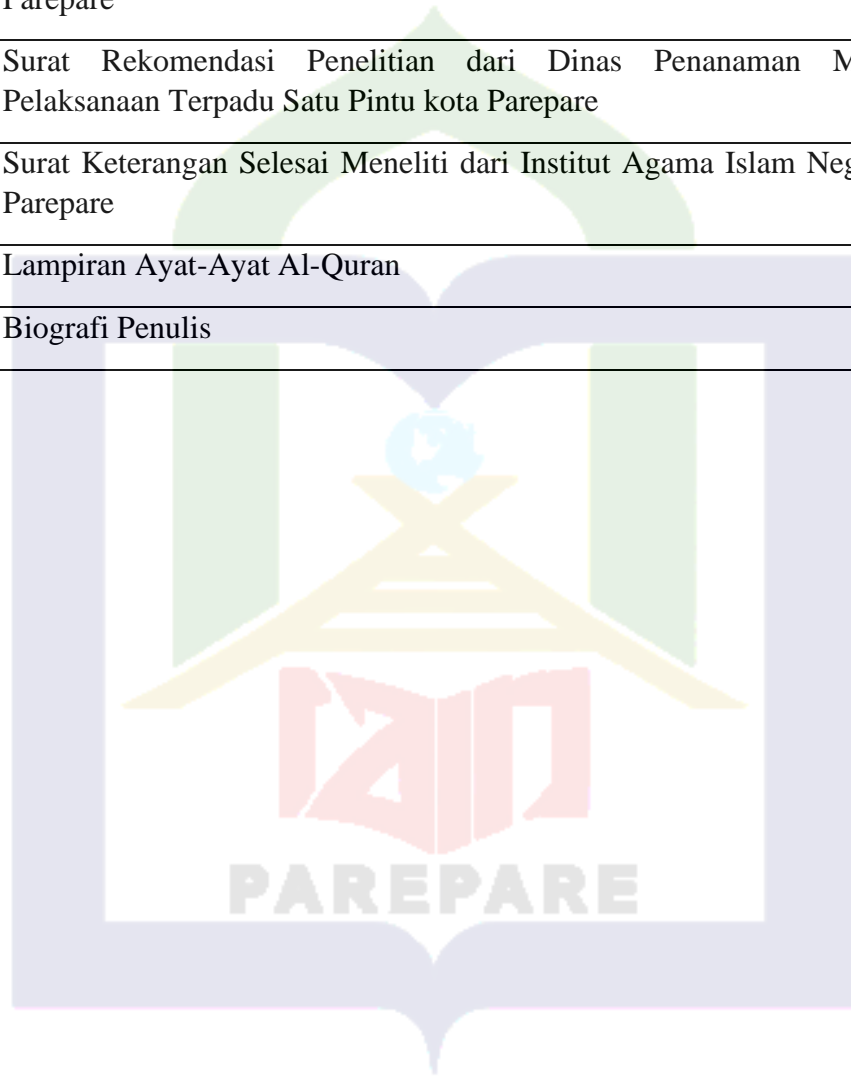 Parepare
Surat Rekomendasi Penelitian dari Dinas Penanaman
Pelaksanaan Terpadu Satu Pintu kota Parepare
Surat Keterangan Selesai Meneliti dari Institut Agama Islam
Parepare
Lampiran Ayat-Ayat Al-Quran
Biografi Penulis
iain
PAREPARE